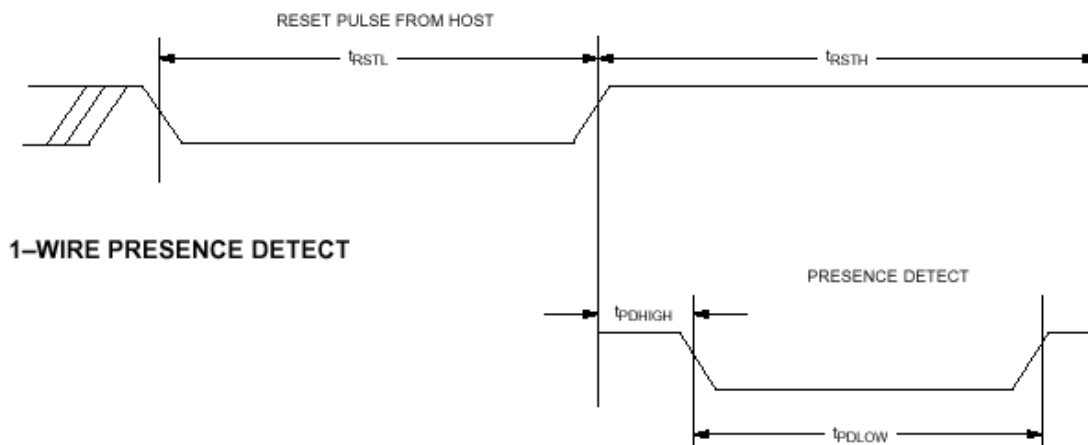 RESET PULSE FROM HOST
tRSTL
tRSTH
1–WIRE PRESENCE DETECT
PRESENCE DETECT
tPDHIGH
tPDLOW